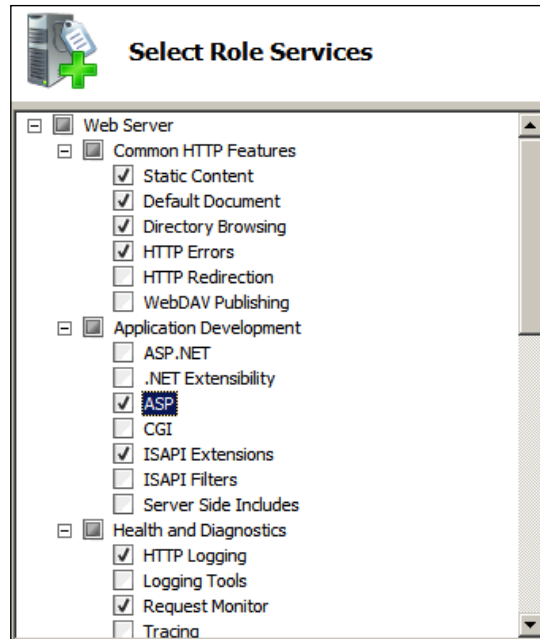 Select Role Services
Web Server
Common HTTP Features
Static Content
Default Document
Directory Browsing
HTTP Errors
HTTP Redirection
WebDAV Publishing
Application Development
ASP.NET
.NET Extensibility
ASP
CGI
ISAPI Extensions
ISAPI Filters
Server Side Includes
Health and Diagnostics
HTTP Logging
Logging Tools
Request Monitor
Tracing